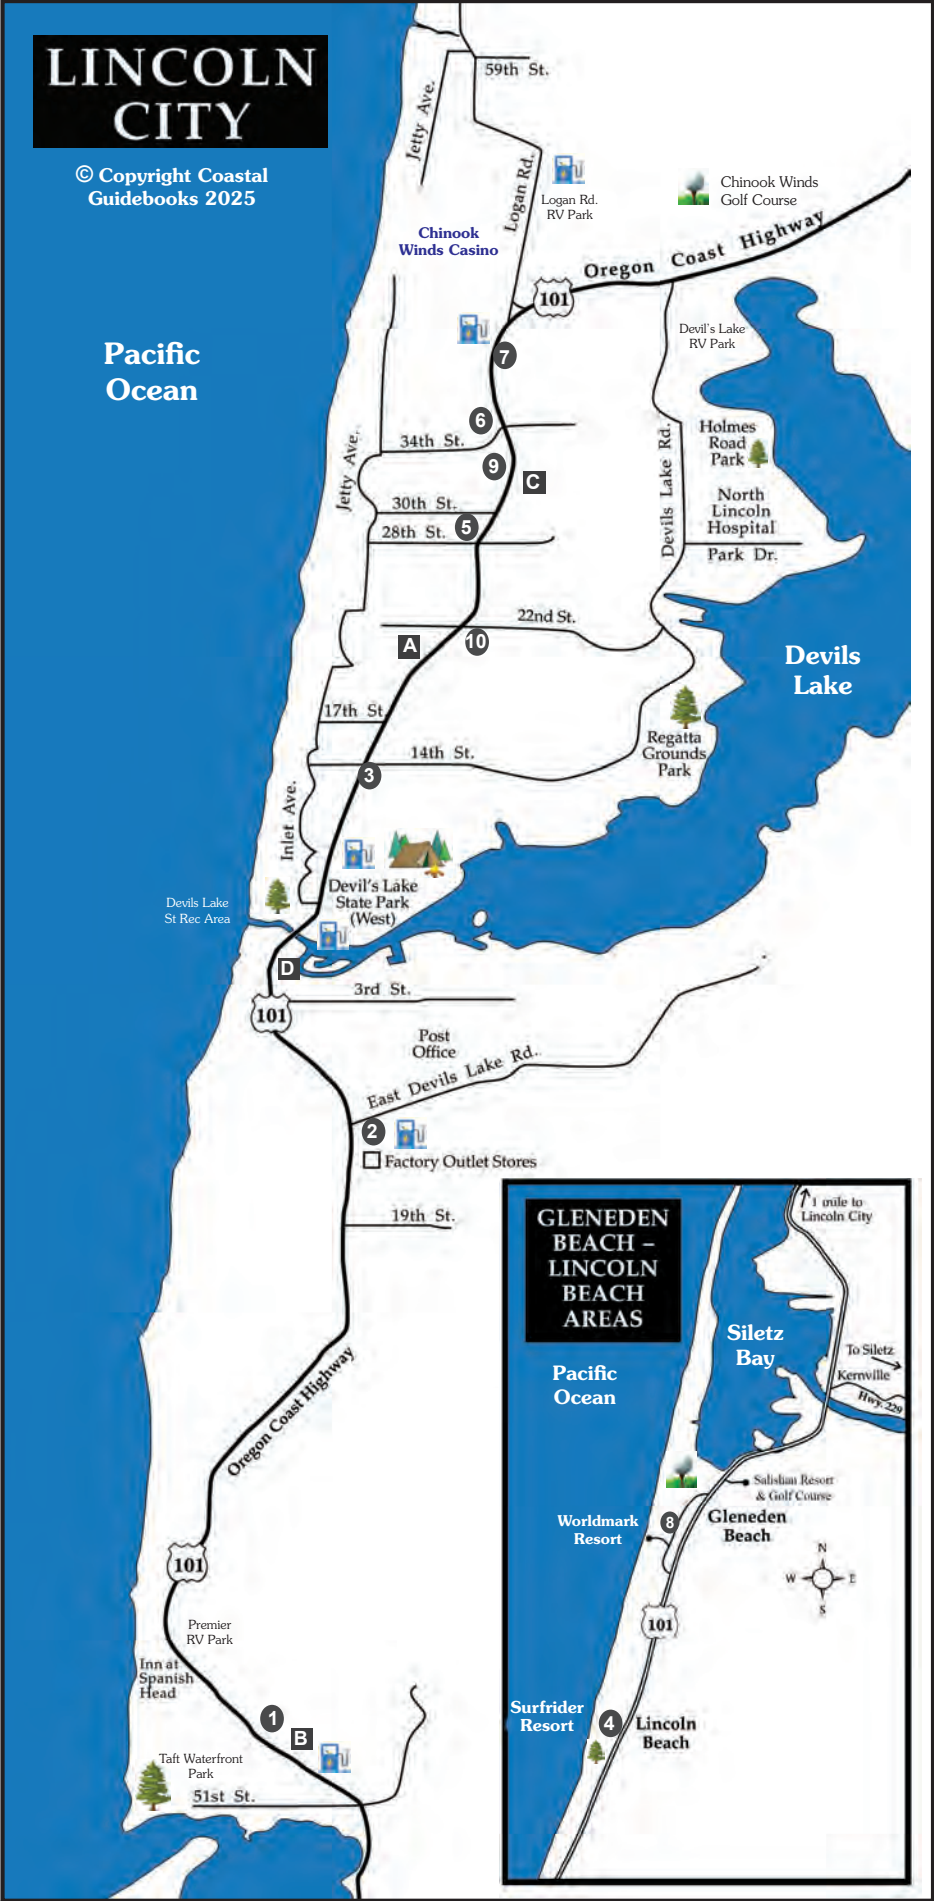 LINCOLN
CITY
© Copyright Coastal
Guidebooks 2025
59th St.
Jetty Ave.
Logan Rd.
Logan Rd.
RV Park
Chinook Winds
Golf Course
Chinook
Winds Casino
Oregon Coast Highway
101
Pacific
Ocean
Devil's Lake
RV Park
7
6
34th St.
Jetty Ave.
9
C
Devils Lake Rd.
Holmes
Road
Park
30th St.
5
28th St.
North
Lincoln
Hospital
Park Dr.
22nd St.
A
10
Devils
Lake
17th St.
14th St.
3
Regatta
Grounds
Park
Inlet Ave.
Devil's Lake
State Park
(West)
Devils Lake
St Rec Area
D
3rd St.
101
Post
Office
East Devils Lake Rd..
2
Factory Outlet Stores
19th St.
Oregon Coast Highway
101
Premier
RV Park
Inn at
Spanish
Head
1
B
Taft Waterfront
Park
51st St.
GLENEDEN
BEACH –
LINCOLN
BEACH
AREAS
1 mile to
Lincoln City
Siletz
Bay
To Siletz
Kernville
Hwy. 229
Pacific
Ocean
Salishan Resort
& Golf Course
Worldmark
Resort
8
Gleneden
Beach
N
W
E
S
101
Surfrider
Resort
4
Lincoln
Beach